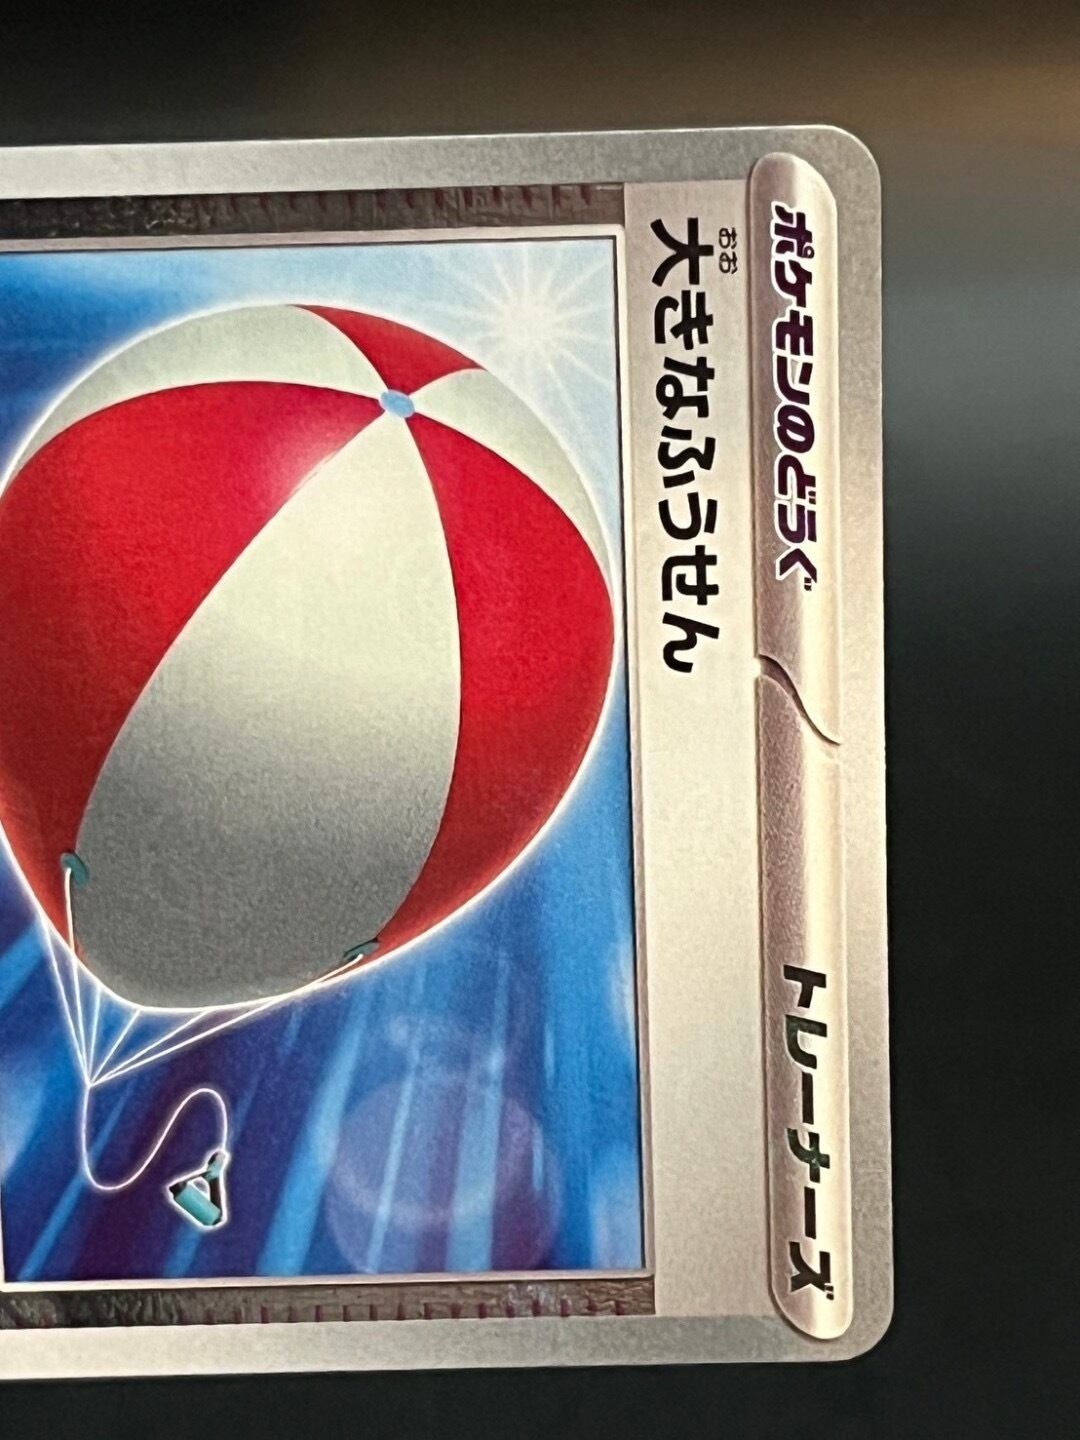 ポケモンのどうぐ
トレーナーズ
おお
大きなふうせん